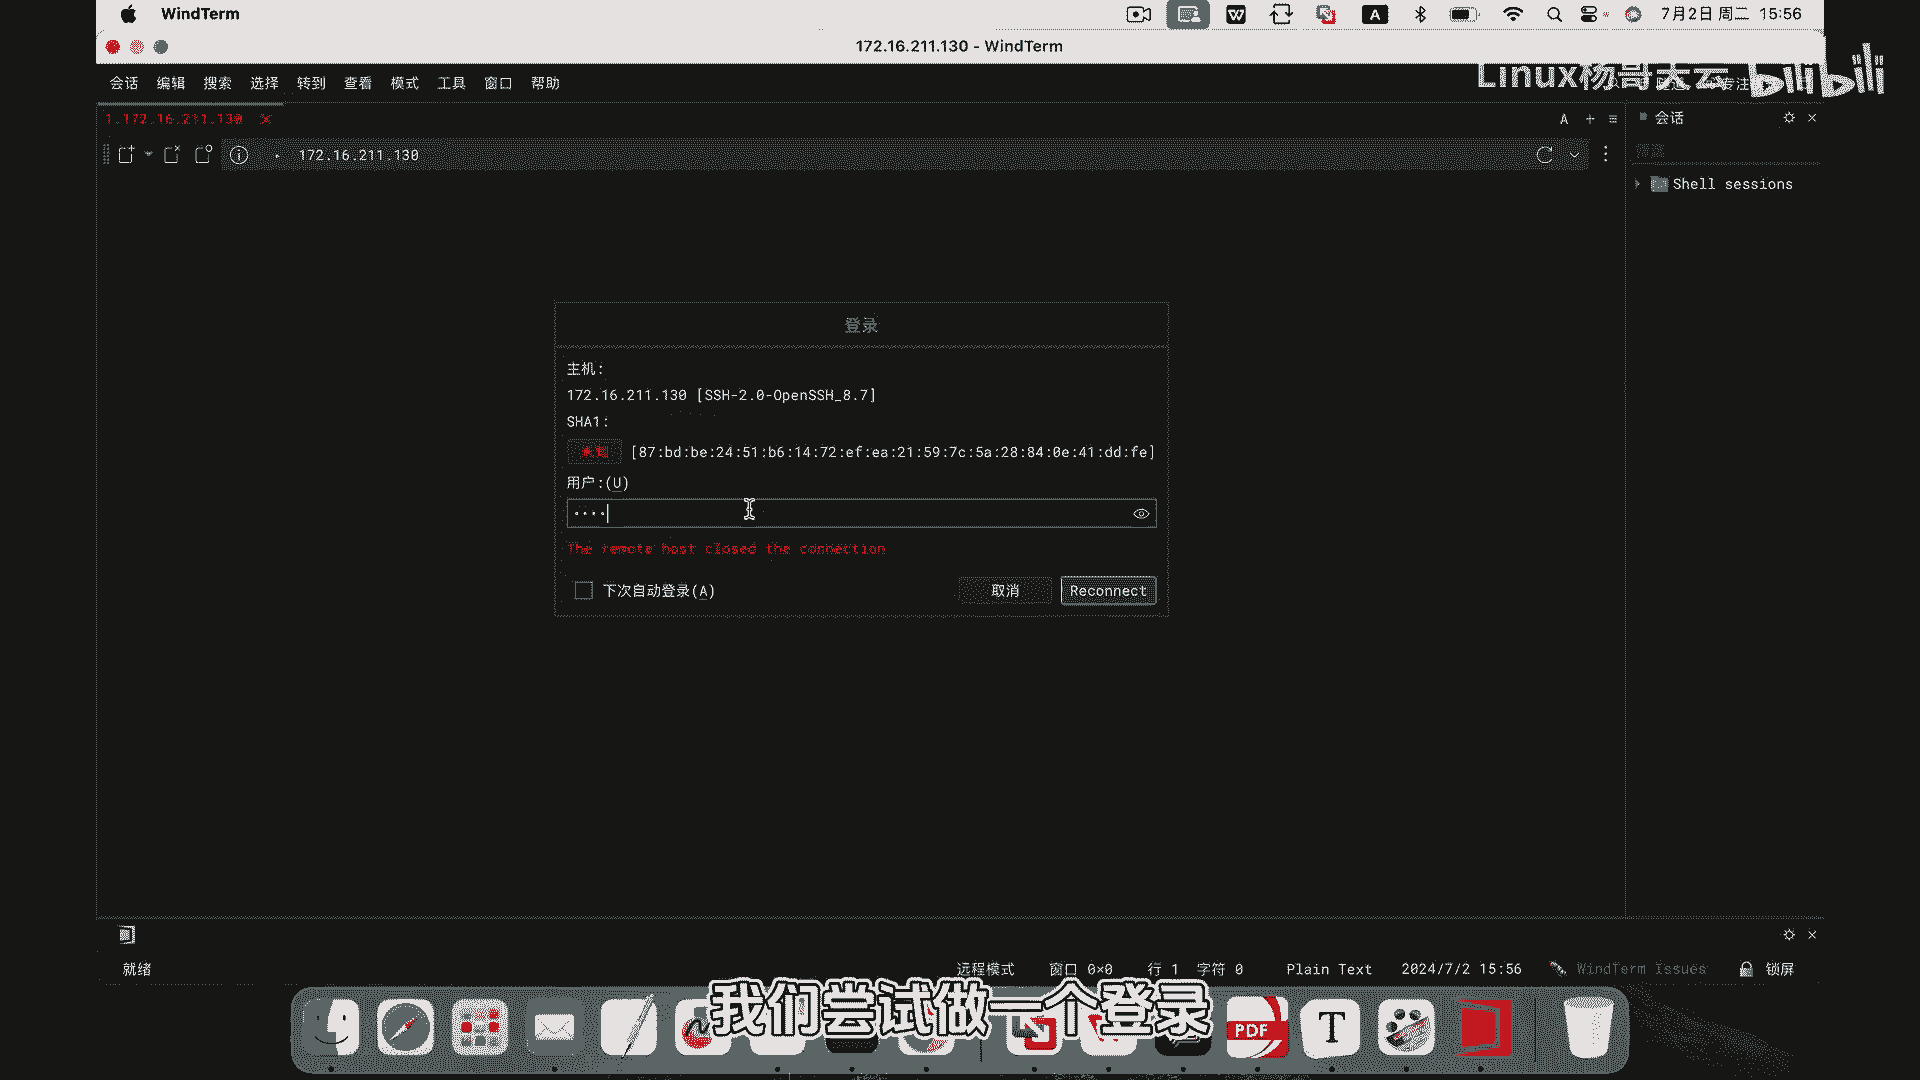 WindTerm
A
7月2日 周二 15:56
172.16.211.130 - WindTerm
会话 编辑 搜索 选择 转到 查看 模式 工具 窗口 帮助
Linux杨哥天云 bilibili
1.172.16.211.130
A
会话
172.16.211.130
Shell sessions
登录
主机:
172.16.211.130 [SSH-2.0-OpenSSH_8.7]
SHA1:
未知 [87:bd:be:24:51:b6:14:72:ef:ea:21:59:7c:5a:28:84:0e:41:dd:fe]
用户:(U)
The remote host closed the connection
下次自动登录(A)
取消
Reconnect
就绪
远程模式 窗口 0×0 行 1 字符 0 Plain Text 2024/7/2 15:56 WindTerm Issues 锁屏
我们尝试做一个登录
PDF
T